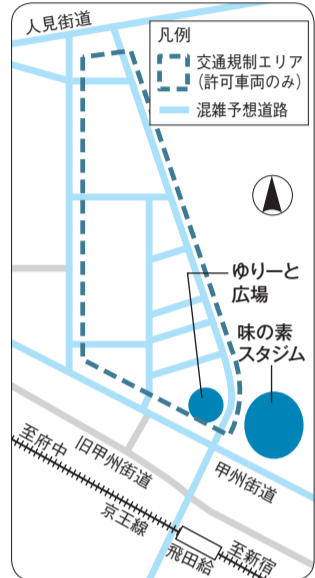 人見街道
凡例
交通規制エリア
(許可車両のみ)
混雑予想道路
ゆりーと
広場
味の素
スタジアム
至府中
旧甲州街道
甲州街道
京王線
飛田給
至新宿